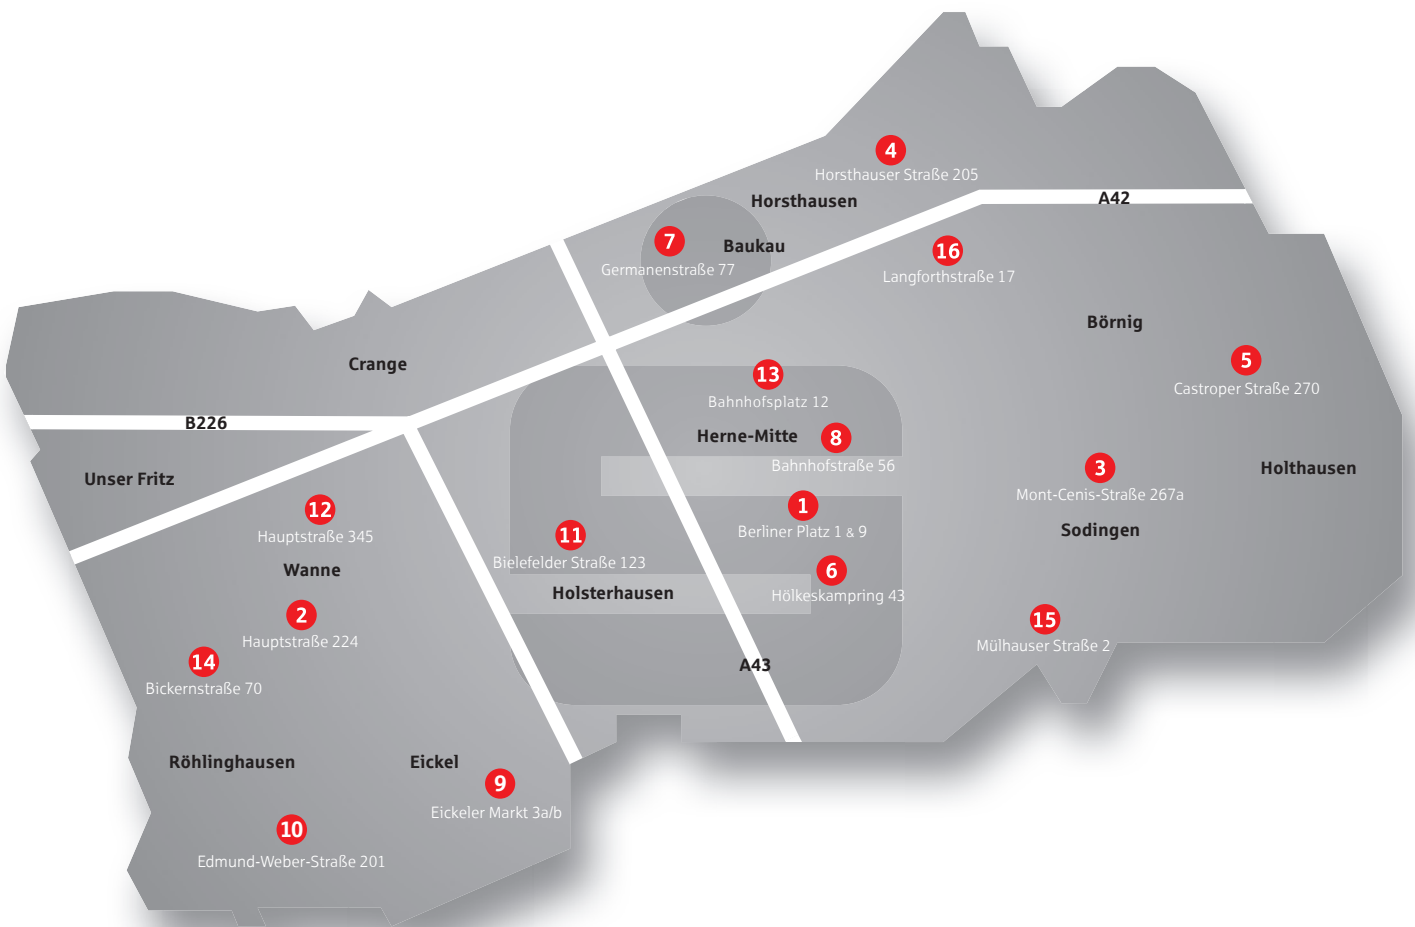 4
Horsthauser Straße 205
A42
Horsthausen
7
Baukau
Germanenstraße 77
16
Langforthstraße 17
Börnig
Crange
5
Castroper Straße 270
13
Bahnhofsplatz 12
B226
Herne-Mitte
8
Bahnhofstraße 56
3
Mont-Cenis-Straße 267a
Holthausen
Unser Fritz
12
Hauptstraße 345
1
Berliner Platz 1 & 9
Sodingen
11
Bielefelder Straße 123
Wanne
6
Hölkeskampring 43
Holsterhausen
2
Hauptstraße 224
15
Mülhauser Straße 2
14
Bickernstraße 70
A43
Röhlinghausen
Eickel
9
Eickeler Markt 3a/b
10
Edmund-Weber-Straße 201